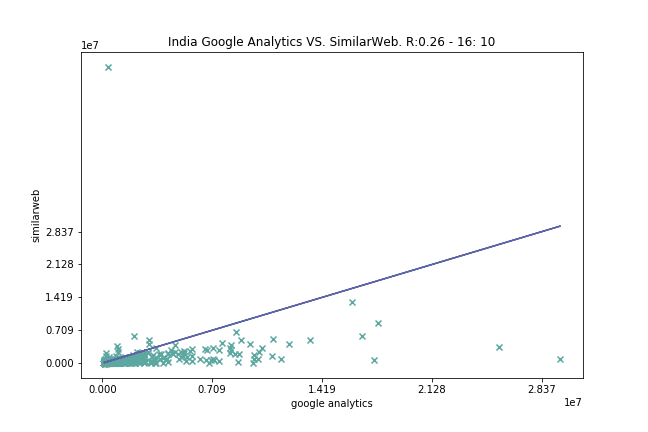 India Google Analytics VS. SimilarWeb. R:0.26 - 16: 10
1e7
similarweb
2.837
2.128
1.419
0.709
0.000
0.000 0.709 1.419 2.128 2.837
google analytics
1e7